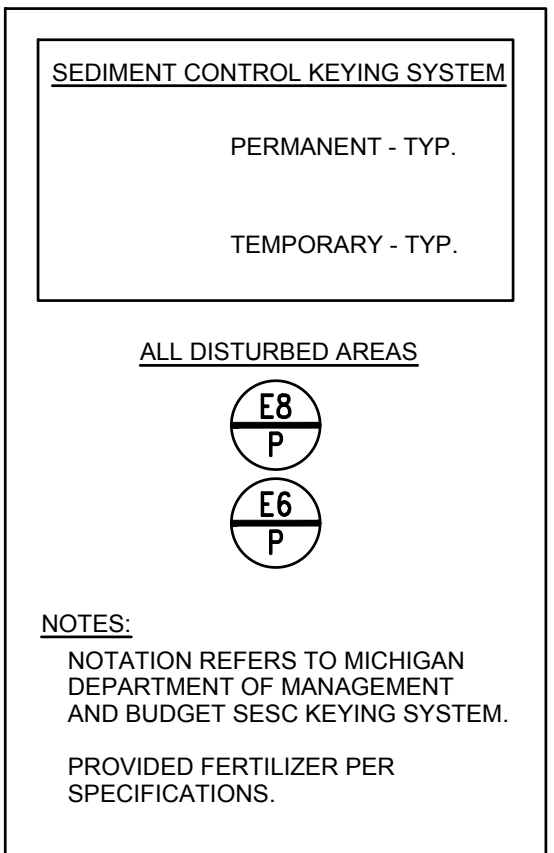 SEDIMENT CONTROL KEYING SYSTEM
PERMANENT - TYP.
TEMPORARY - TYP.
ALL DISTURBED AREAS
E8
P
E6
P
NOTES:
NOTATION REFERS TO MICHIGAN
DEPARTMENT OF MANAGEMENT
AND BUDGET SESC KEYING SYSTEM.
PROVIDED FERTILIZER PER
SPECIFICATIONS.